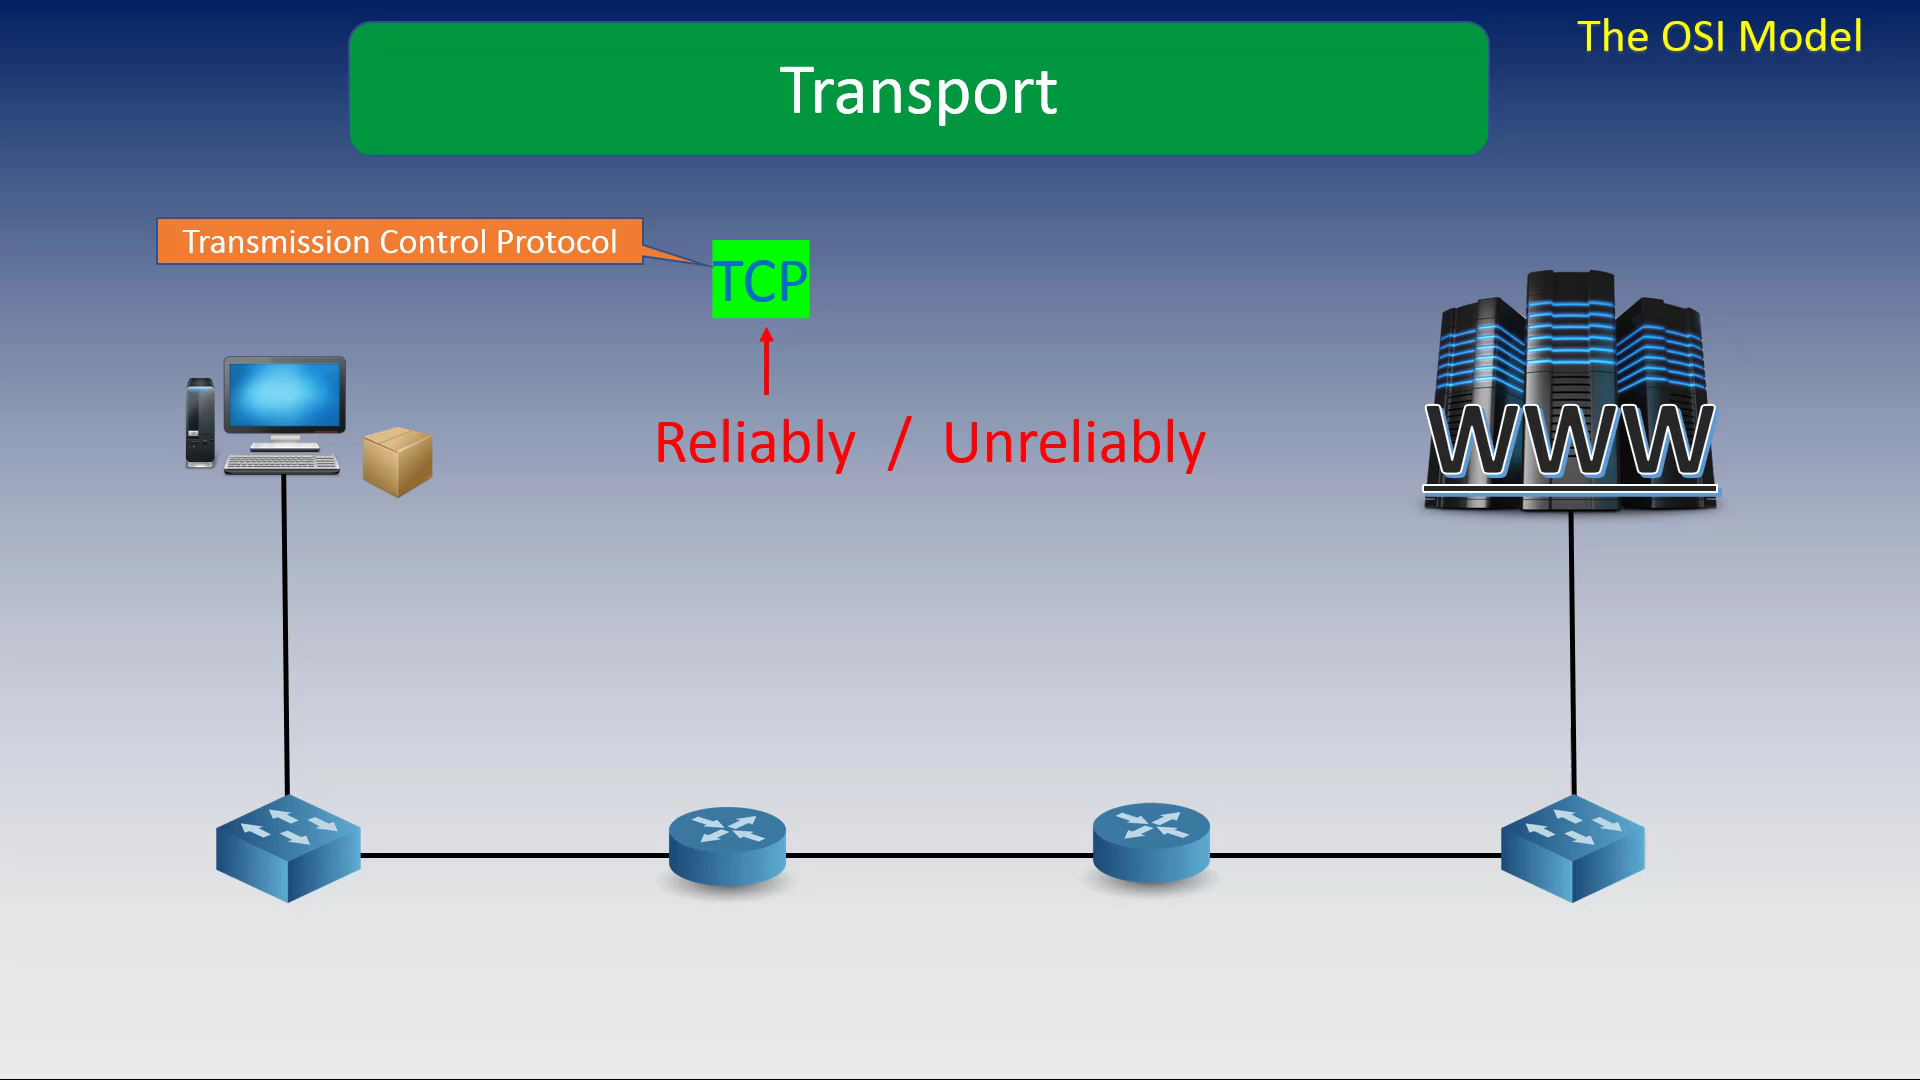 The OSI Model
Transport
Transmission Control Protocol
TCP
Reliably / Unreliably
WWW